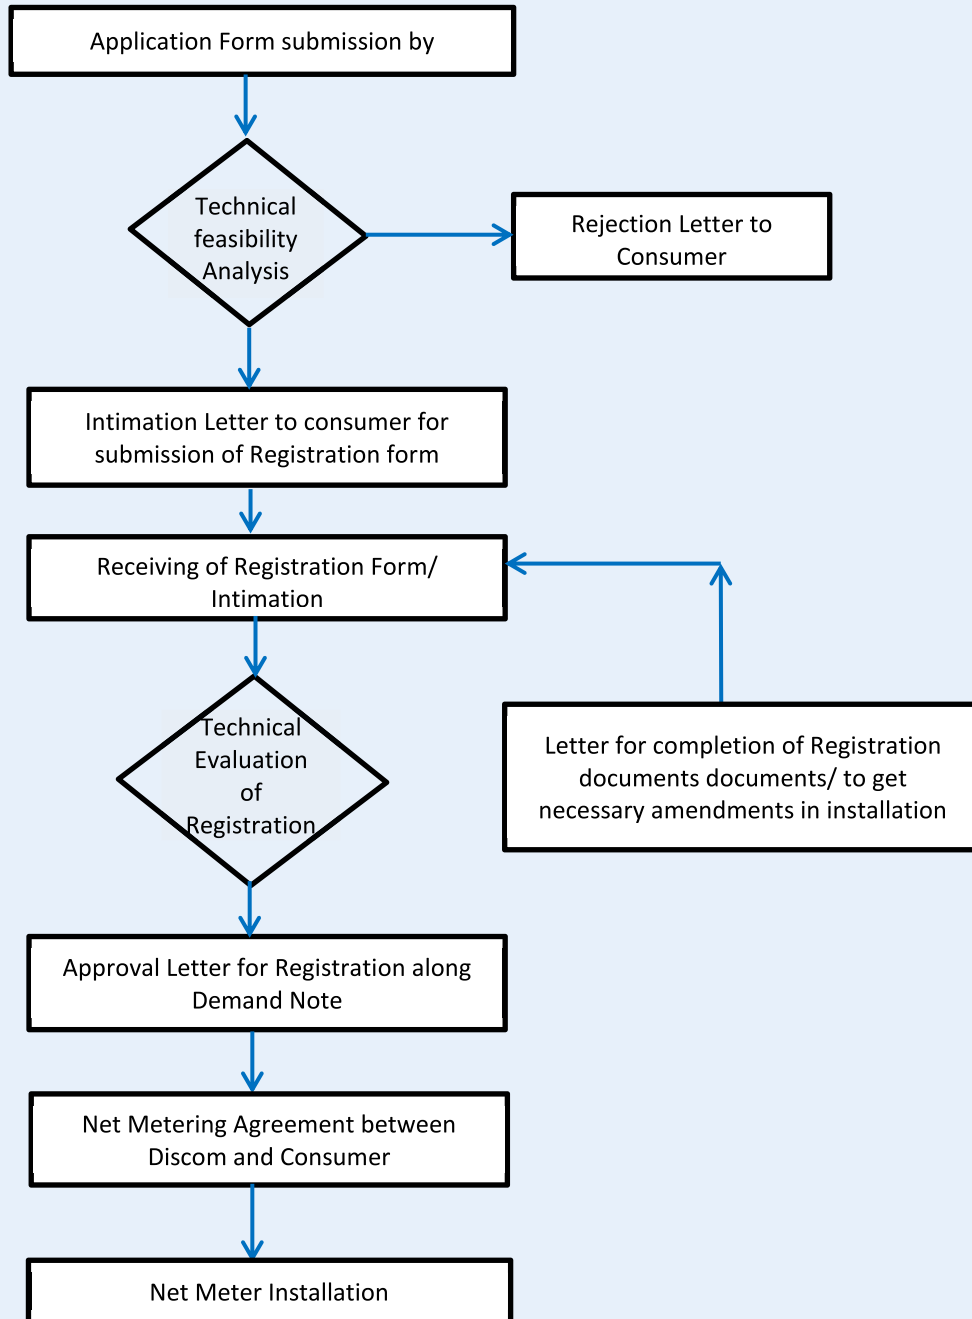 Application Form submission by
Technical
feasibility
Analysis
Rejection Letter to
Consumer
Intimation Letter to consumer for
submission of Registration form
Receiving of Registration Form/
Intimation
Technical
Evaluation
of
Registration
Letter for completion of Registration
documents documents/ to get
necessary amendments in installation
Approval Letter for Registration along
Demand Note
Net Metering Agreement between
Discom and Consumer
Net Meter Installation